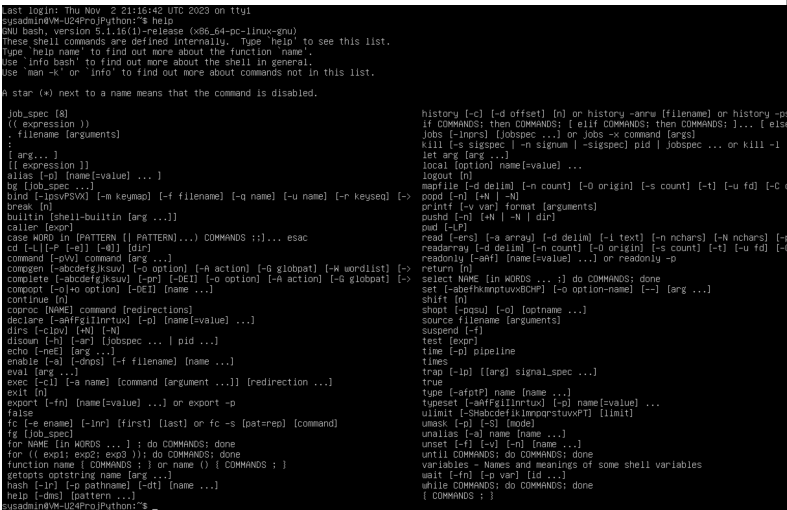 Last login: Thu Nov  2 21:16:42 UTC 2023 on tty1
sysadmin@VM-U24ProjPython:~$ help
GNU bash, version 5.1.16(1)-release (x86_64-pc-linux-gnu)
These shell commands are defined internally.  Type `help' to see this list.
Type `help name' to find out more about the function `name'.
Use `info bash' to find out more about the shell in general.
Use `man -k' or `info' to find out more about commands not in this list.
A star (*) next to a name means that the command is disabled.
job_spec [&]
(( expression ))
. filename [arguments]
:
[ arg... ]
[[ expression ]]
alias [-p] [name[=value] ... ]
bg [job_spec ...]
bind [-lpsvPSVX] [-m keymap] [-f filename] [-q name] [-u name] [-r keyseq] [->
break [n]
builtin [shell-builtin [arg ...]]
caller [expr]
case WORD in [PATTERN [| PATTERN]...) COMMANDS ;;]... esac
cd [-L|[-P [-e]] [-@]] [dir]
command [-pVv] command [arg ...]
compgen [-abcdefgjksuv] [-o option] [-A action] [-G globpat] [-W wordlist] [->
complete [-abcdefgjksuv] [-pr] [-DEI] [-o option] [-A action] [-G globpat] [->
compopt [-o|+o option] [-DEI] [name ...]
continue [n]
coproc [NAME] command [redirections]
declare [-aAfFgiIlnrtux] [-p] [name[=value] ...]
dirs [-clpv] [+N] [-N]
disown [-h] [-ar] [jobspec ... | pid ...]
echo [-neE] [arg ...]
enable [-a] [-dnps] [-f filename] [name ...]
eval [arg ...]
exec [-cl] [-a name] [command [argument ...]] [redirection ...]
exit [n]
export [-fn] [name[=value] ...] or export -p
false
fc [-e ename] [-lnr] [first] [last] or fc -s [pat=rep] [command]
fg [job_spec]
for NAME [in WORDS ... ] ; do COMMANDS; done
for (( exp1; exp2; exp3 )); do COMMANDS; done
function name { COMMANDS ; } or name () { COMMANDS ; }
getopts optstring name [arg ...]
hash [-lr] [-p pathname] [-dt] [name ...]
help [-dms] [pattern ...]
history [-c] [-d offset] [n] or history -anrw [filename] or history -ps
if COMMANDS; then COMMANDS; [ elif COMMANDS; then COMMANDS; ]... [ else
jobs [-lnprs] [jobspec ...] or jobs -x command [args]
kill [-s sigspec | -n signum | -sigspec] pid | jobspec ... or kill -l
let arg [arg ...]
local [option] name[=value] ...
logout [n]
mapfile [-d delim] [-n count] [-O origin] [-s count] [-t] [-u fd] [-C
popd [-n] [+N | -N]
printf [-v var] format [arguments]
pushd [-n] [+N | -N | dir]
pwd [-LP]
read [-ers] [-a array] [-d delim] [-i text] [-n nchars] [-N nchars] [-p
readarray [-d delim] [-n count] [-O origin] [-s count] [-t] [-u fd] [-C
readonly [-aAf] [name[=value] ...] or readonly -p
return [n]
select NAME [in WORDS ... ;] do COMMANDS; done
set [-abefhkmnptuvxBCHP] [-o option-name] [--] [arg ...]
shift [n]
shopt [-pqsu] [-o] [optname ...]
source filename [arguments]
suspend [-f]
test [expr]
time [-p] pipeline
times
trap [-lp] [[arg] signal_spec ...]
true
type [-afptP] name [name ...]
typeset [-aAfFgiIlnrtux] [-p] name[=value] ...
ulimit [-SHabcdefiklmnpqrstuvxPT] [limit]
umask [-p] [-S] [mode]
unalias [-a] name [name ...]
unset [-f] [-v] [-n] [name ...]
until COMMANDS; do COMMANDS; done
variables - Names and meanings of some shell variables
wait [-fn] [-p var] [id ...]
while COMMANDS; do COMMANDS; done
{ COMMANDS ; }
sysadmin@VM-U24ProjPython:~$ _